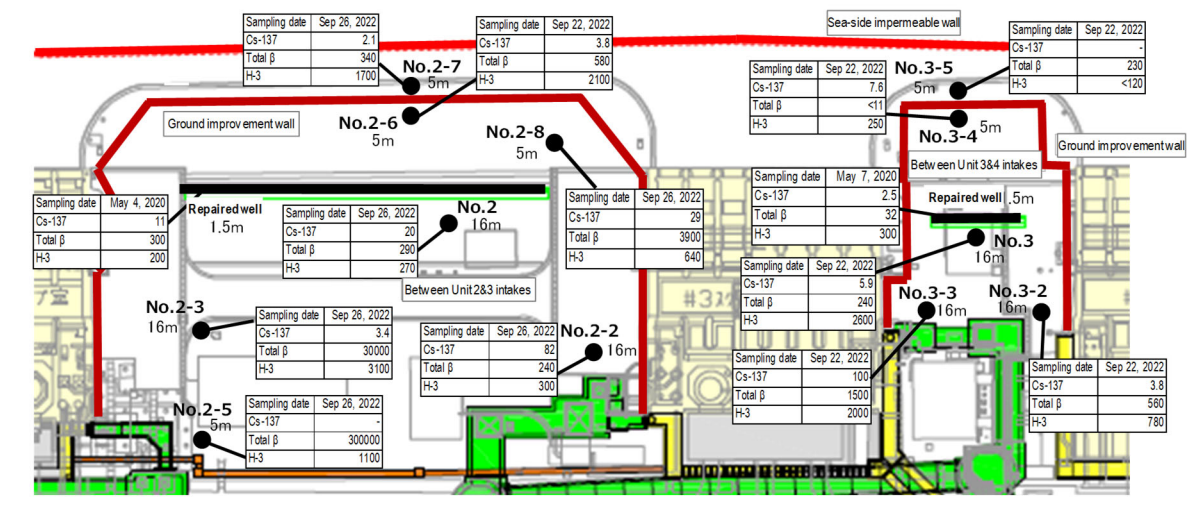 Sampling date Sep 26, 2022
Cs-137 2.1
Total β 340
H-3 1700
Sampling date Sep 22, 2022
Cs-137 3.8
Total β 580
H-3 2100
Sea-side impermeable wall
Sampling date Sep 22, 2022
Cs-137 -
Total β 230
H-3 <120
No.2-7
5m
No.3-5
5m
Sampling date Sep 22, 2022
Cs-137 7.6
Total β <11
H-3 250
Ground improvement wall
No.2-6
5m
No.2-8
5m
5m
No.3-4
Ground improvement wall
Between Unit 3&4 intakes
Sampling date May 4, 2020
Cs-137 11
Total β 300
H-3 200
Repaired well
1.5m
Sampling date Sep 26, 2022
Cs-137 20
Total β 290
H-3 270
No.2
16m
Sampling date Sep 26, 2022
Cs-137 29
Total β 3900
H-3 640
Sampling date May 7, 2020
Cs-137 2.5
Total β 32
H-3 300
Repaired well .5m
No.3
16m
Between Unit 2&3 intakes
Sampling date Sep 22, 2022
Cs-137 5.9
Total β 240
H-3 2600
No.2-3
16m
Sampling date Sep 26, 2022
Cs-137 3.4
Total β 30000
H-3 3100
Sampling date Sep 26, 2022
Cs-137 82
Total β 240
H-3 300
No.2-2
16m
No.3-3
16m
No.3-2
16m
Sampling date Sep 22, 2022
Cs-137 100
Total β 1500
H-3 2000
Sampling date Sep 22, 2022
Cs-137 3.8
Total β 560
H-3 780
No.2-5
5m
Sampling date Sep 26, 2022
Cs-137 -
Total β 300000
H-3 1100